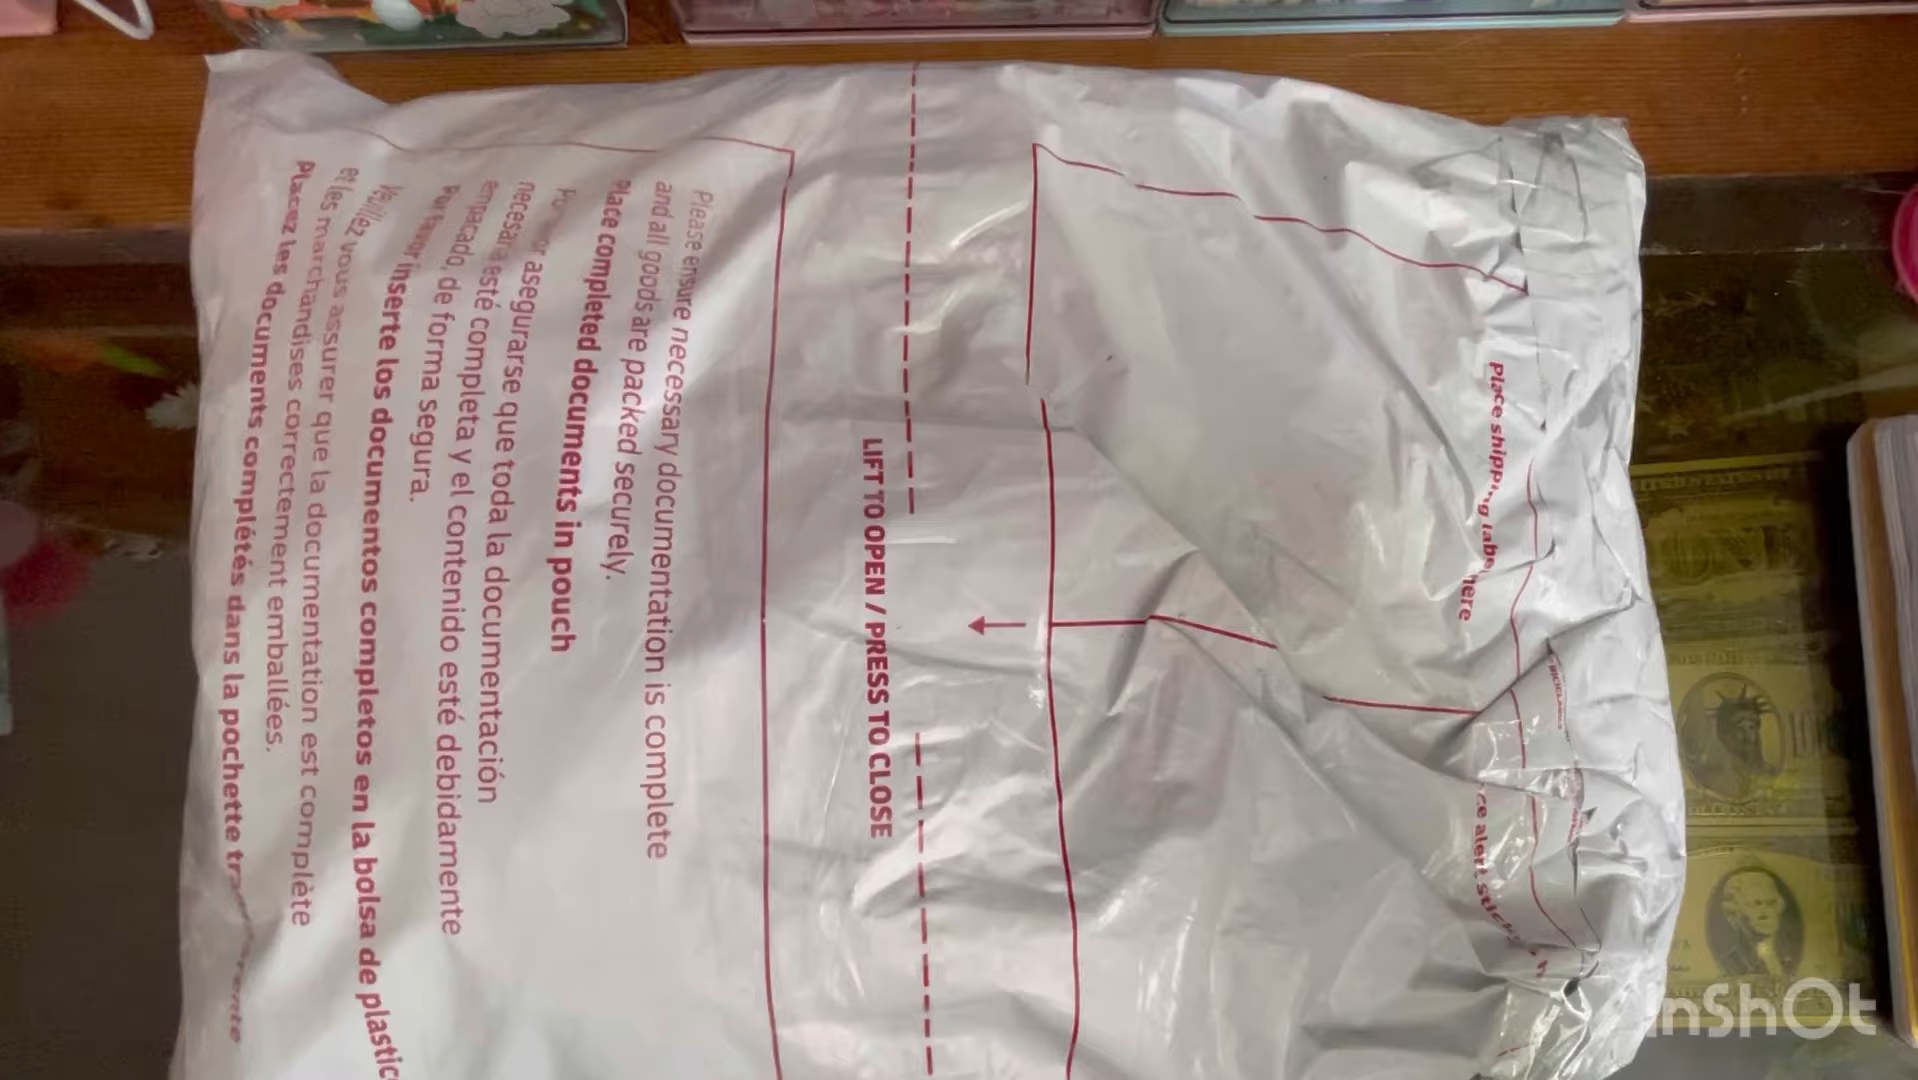 Place shipping label here
LIFT TO OPEN / PRESS TO CLOSE
Please ensure necessary documentation is complete
and all goods are packed securely.
Place completed documents in pouch
asegurarse que toda la documentación
necesaria esté completa y el contenido esté debidamente
empacado, de forma segura.
Por favor inserte los documentos completos en la bolsa de plastico
Veuillez vous assurer que la documentation est complète
et les marchandises correctement emballées.
Placez les documents complétés dans la pochette transparente
InShOt